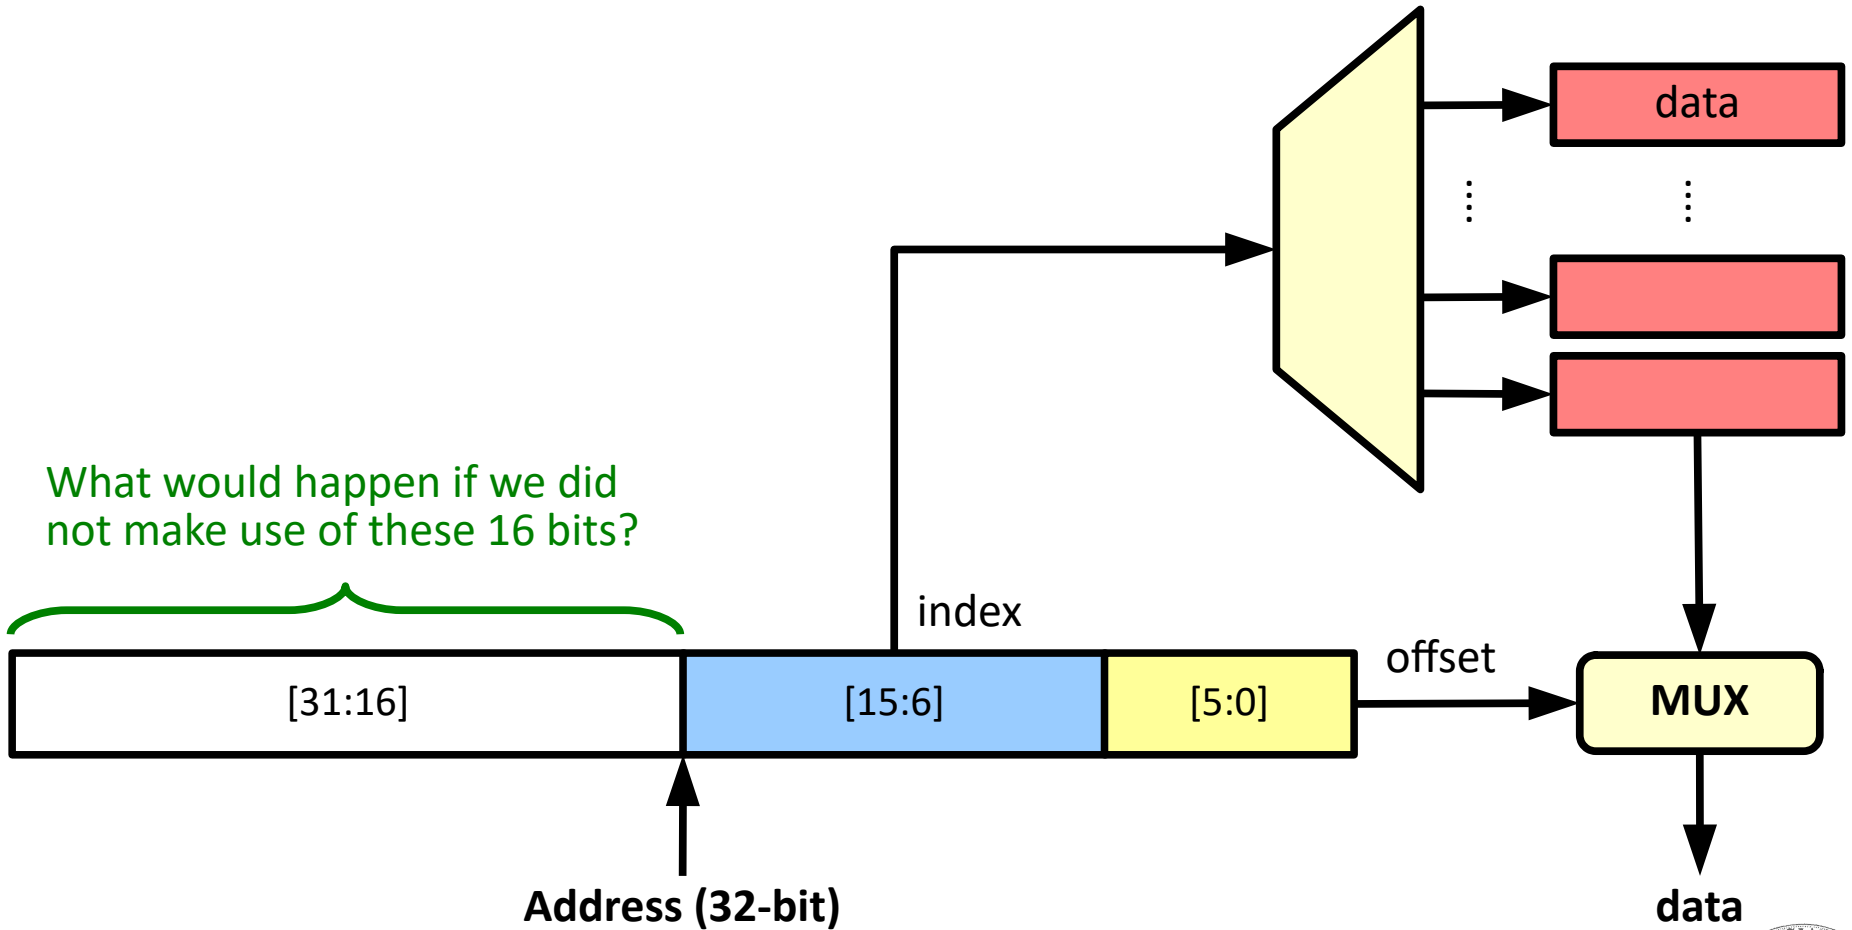 data
What would happen if we did
not make use of these 16 bits?
index
offset
[31:16]
[15:6]
[5:0]
MUX
Address (32-bit)
data